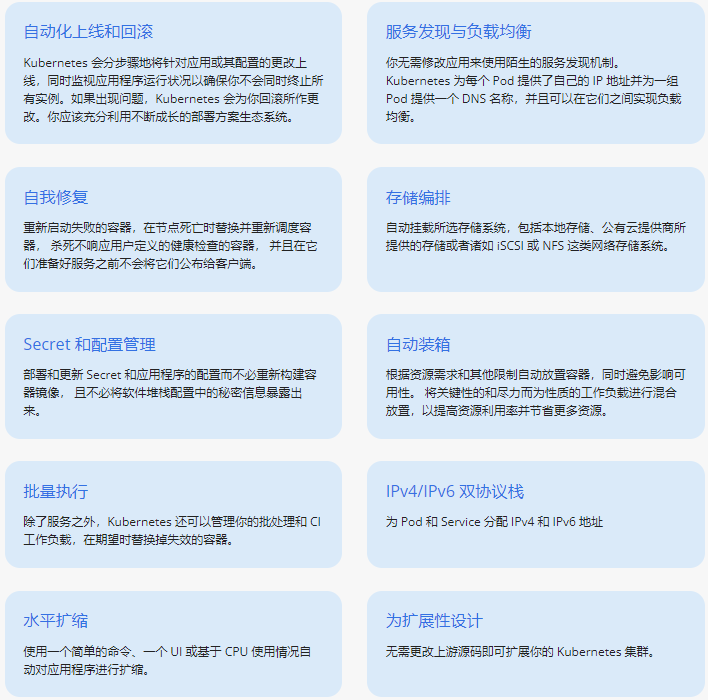 自动化上线和回滚
Kubernetes 会分步骤地将针对应用或其配置的更改上
线，同时监视应用程序运行状况以确保你不会同时终止所
有实例。如果出现问题，Kubernetes 会为你回滚所作更
改。你应该充分利用不断成长的部署方案生态系统。
服务发现与负载均衡
你无需修改应用来使用陌生的服务发现机制。
Kubernetes 为每个 Pod 提供了自己的 IP 地址并为一组
Pod 提供一个 DNS 名称，并且可以在它们之间实现负载
均衡。
自我修复
重新启动失败的容器，在节点死亡时替换并重新调度容
器， 杀死不响应用户定义的健康检查的容器， 并且在它
们准备好服务之前不会将它们公布给客户端。
存储编排
自动挂载所选存储系统，包括本地存储、公有云提供商所
提供的存储或者诸如 iSCSI 或 NFS 这类网络存储系统。
Secret 和配置管理
部署和更新 Secret 和应用程序的配置而不必重新构建容
器镜像， 且不必将软件堆栈配置中的秘密信息暴露出
来。
自动装箱
根据资源需求和其他限制自动放置容器，同时避免影响可
用性。 将关键性的和尽力而为性质的工作负载进行混合
放置，以提高资源利用率并节省更多资源。
批量执行
除了服务之外，Kubernetes 还可以管理你的批处理和 CI
工作负载，在期望时替换掉失效的容器。
IPv4/IPv6 双协议栈
为 Pod 和 Service 分配 IPv4 和 IPv6 地址
水平扩缩
使用一个简单的命令、一个 UI 或基于 CPU 使用情况自
动对应用程序进行扩缩。
为扩展性设计
无需更改上游源码即可扩展你的 Kubernetes 集群。